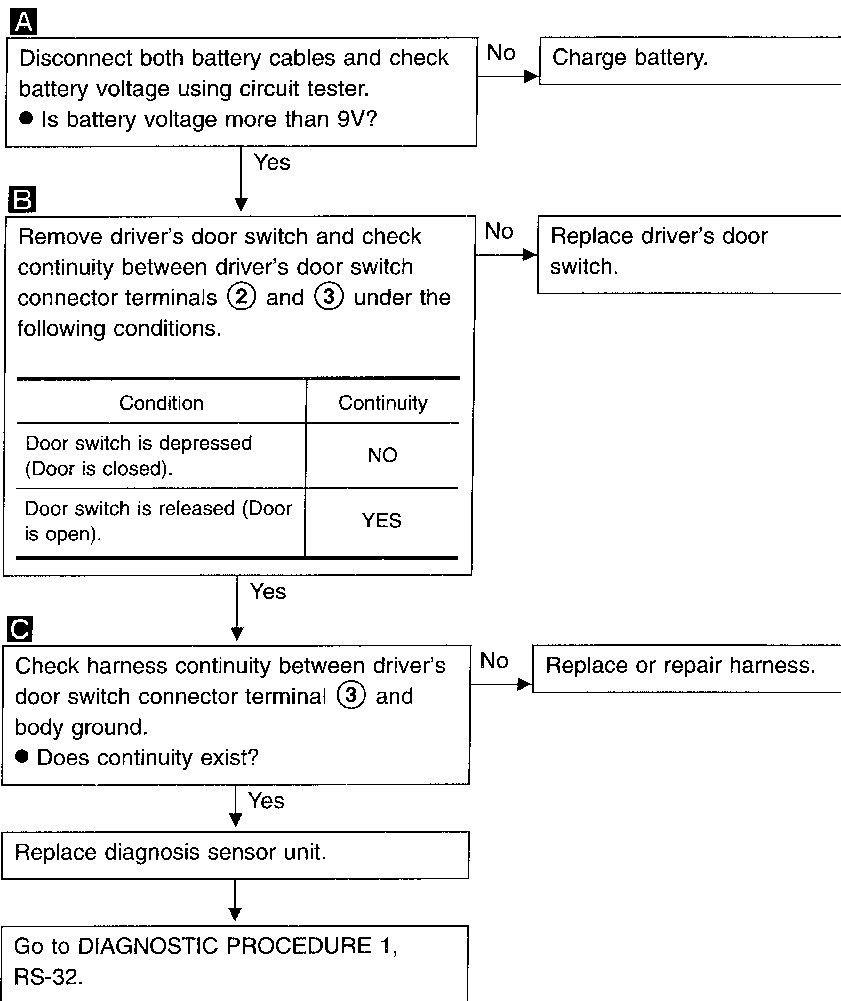 A
Disconnect both battery cables and check
battery voltage using circuit tester.
● Is battery voltage more than 9V?
No
Charge battery.
Yes
B
Remove driver's door switch and check
continuity between driver's door switch
connector terminals ② and ③ under the
following conditions.
No
Replace driver's door
switch.
Condition Continuity
Door switch is depressed
(Door is closed).
NO
Door switch is released (Door
is open).
YES
Yes
C
Check harness continuity between driver's
door switch connector terminal ③ and
body ground.
● Does continuity exist?
No
Replace or repair harness.
Yes
Replace diagnosis sensor unit.
Go to DIAGNOSTIC PROCEDURE 1,
RS-32.